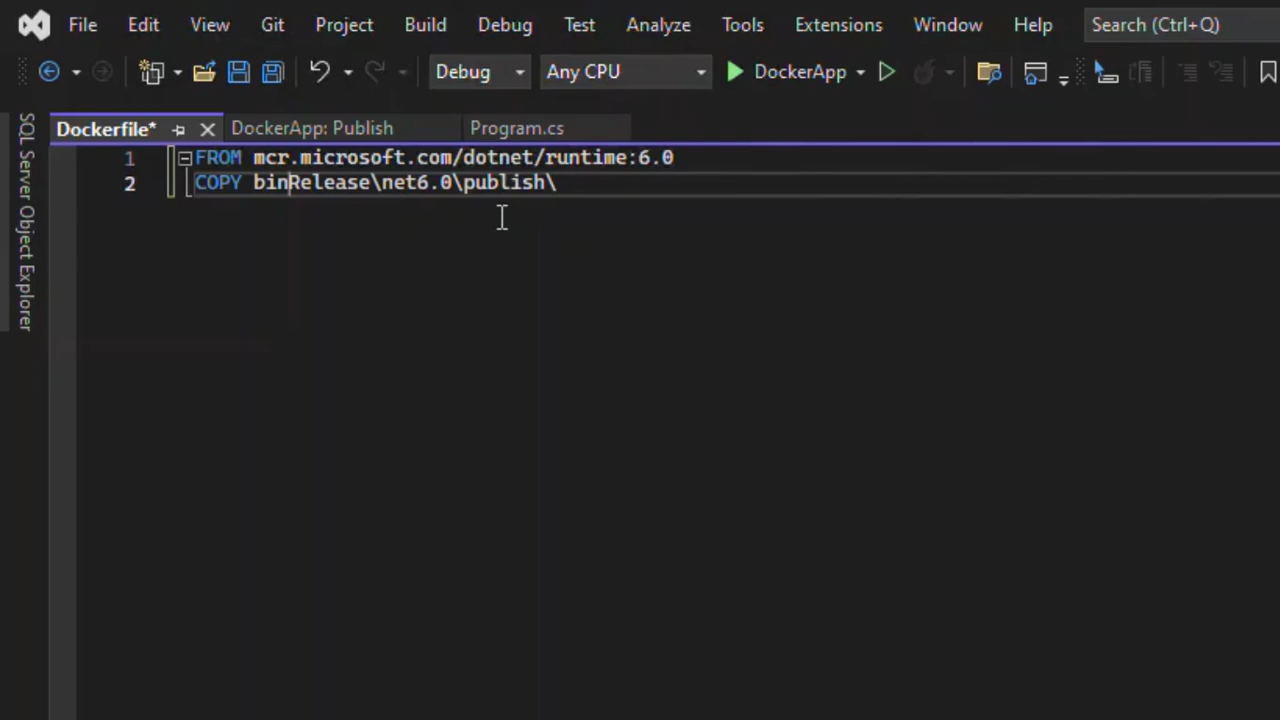 File Edit View Git Project Build Debug Test Analyze Tools Extensions Window Help Search (Ctrl+Q)
Debug Any CPU DockerApp
Dockerfile* DockerApp: Publish Program.cs
SQL Server Object Explorer
1 FROM mcr.microsoft.com/dotnet/runtime:6.0
2 COPY binRelease\net6.0\publish\